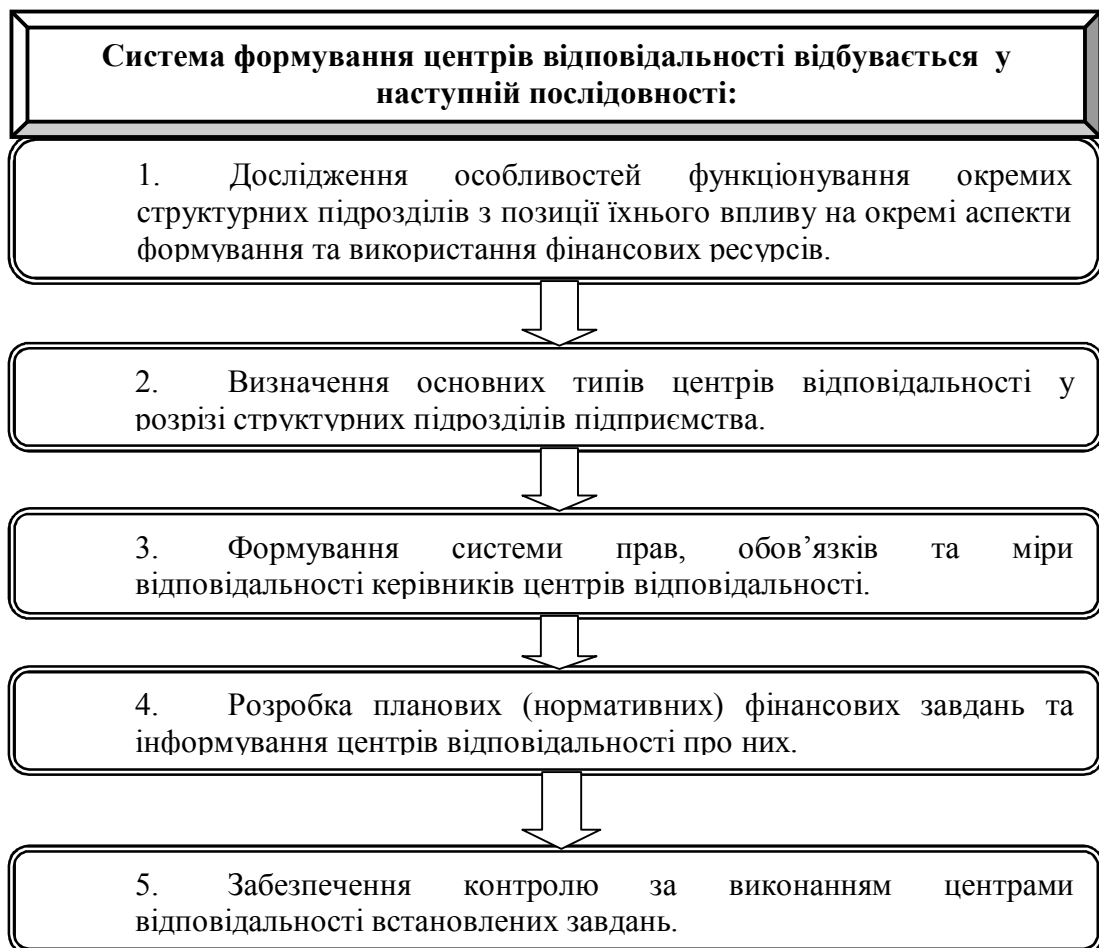 Система формування центрів відповідальності відбувається у
наступній послідовності:
1. Дослідження особливостей функціонування окремих
структурних підрозділів з позиції їхнього впливу на окремі аспекти
формування та використання фінансових ресурсів.
2. Визначення основних типів центрів відповідальності у
розрізі структурних підрозділів підприємства.
3. Формування системи прав, обов’язків та міри
відповідальності керівників центрів відповідальності.
4. Розробка планових (нормативних) фінансових завдань та
інформування центрів відповідальності про них.
5. Забезпечення контролю за виконанням центрами
відповідальності встановлених завдань.